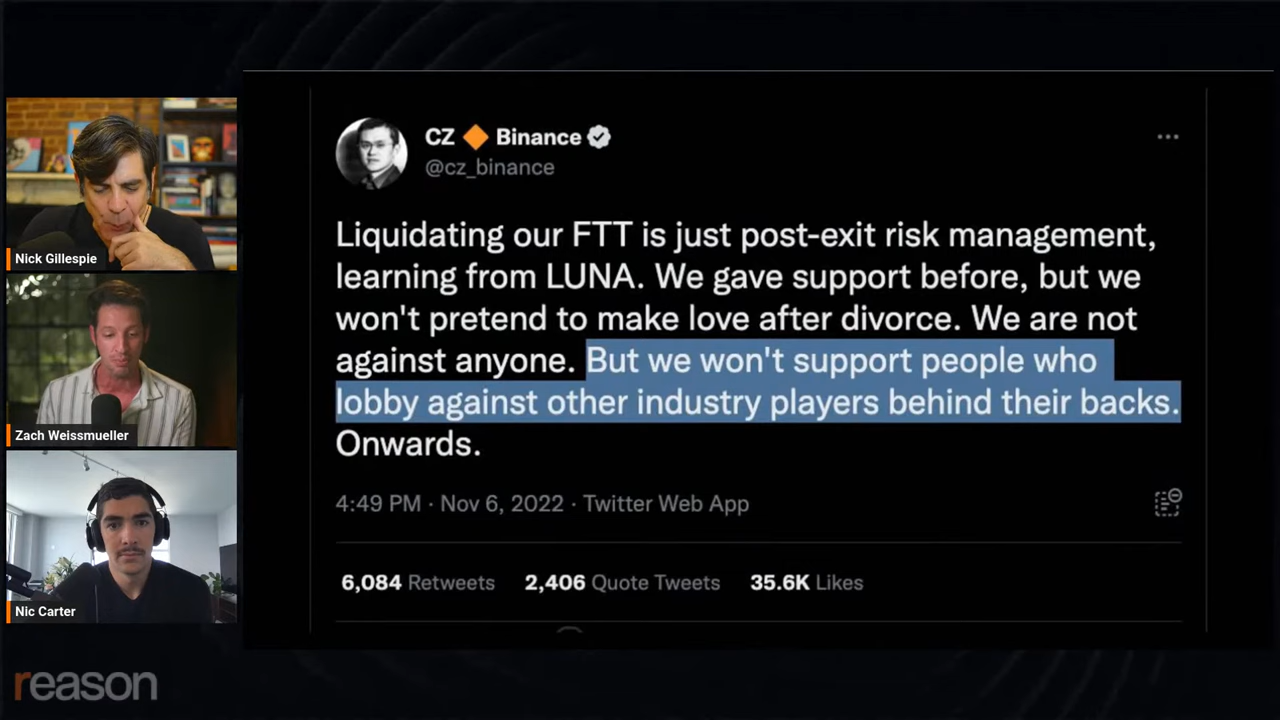 Nick Gillespie
Zach Weissmueller
Nic Carter
reason
CZ 🔶 Binance
@cz_binance
Liquidating our FTT is just post-exit risk management,
learning from LUNA. We gave support before, but we
won't pretend to make love after divorce. We are not
against anyone. But we won't support people who
lobby against other industry players behind their backs.
Onwards.
4:49 PM · Nov 6, 2022 · Twitter Web App
6,084 Retweets 2,406 Quote Tweets 35.6K Likes